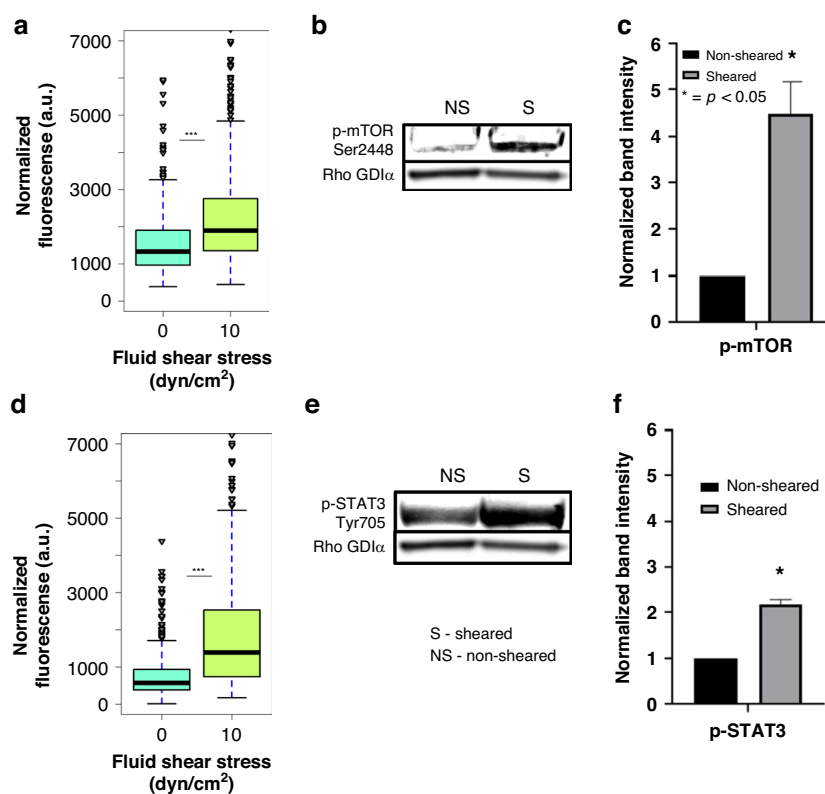 a
7000
5000
3000
1000
0
Normalized
fluorescense (a.u.)
***
0 10
Fluid shear stress
(dyn/cm²)
b
NS S
p-mTOR
Ser2448
Rho GDIα
c
6
5
4
3
2
1
0
Normalized band intensity
Non-sheared *
Sheared
* = p < 0.05
p-mTOR
d
7000
5000
3000
1000
0
Normalized
fluorescense (a.u.)
***
0 10
Fluid shear stress
(dyn/cm²)
e
NS S
p-STAT3
Tyr705
Rho GDIα
S - sheared
NS - non-sheared
f
6
5
4
3
2
1
0
Normalized band intensity
Non-sheared
Sheared
*
p-STAT3